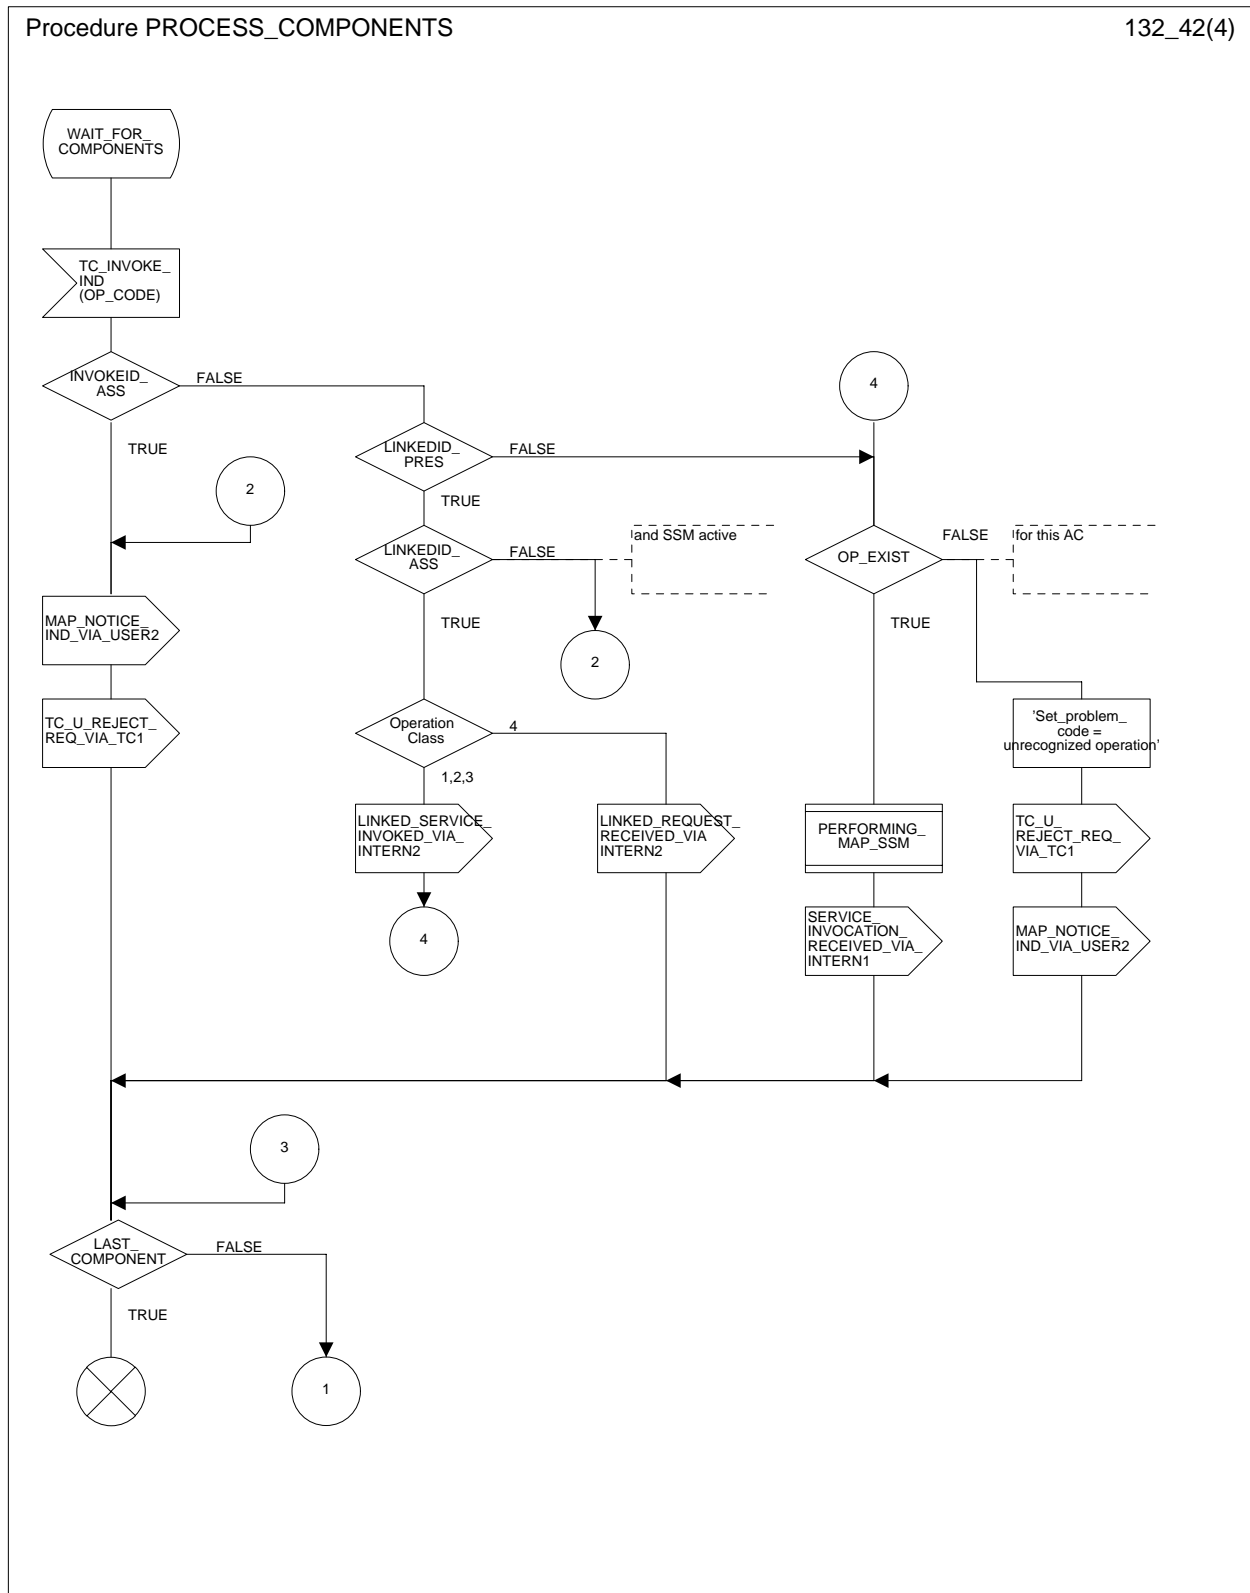 Procedure PROCESS_COMPONENTS
132_42(4)
WAIT_FOR_
COMPONENTS
TC_INVOKE_
IND
(OP_CODE)
INVOKEID_
ASS
FALSE
4
TRUE
LINKEDID_
PRES
FALSE
2
TRUE
LINKEDID_
ASS
FALSE
and SSM active
OP_EXIST
FALSE
for this AC
MAP_NOTICE_
IND_VIA_USER2
TRUE
2
TRUE
TC_U_REJECT_
REQ_VIA_TC1
Operation
Class
4
'Set_problem_
code =
unrecognized operation'
1,2,3
LINKED_SERVICE_
INVOKED_VIA_
INTERN2
LINKED_REQUEST_
RECEIVED_VIA
INTERN2
PERFORMING_
MAP_SSM
TC_U_
REJECT_REQ_
VIA_TC1
4
SERVICE_
INVOCATION_
RECEIVED_VIA_
INTERN1
MAP_NOTICE_
IND_VIA_USER2
3
LAST_
COMPONENT
FALSE
TRUE
1